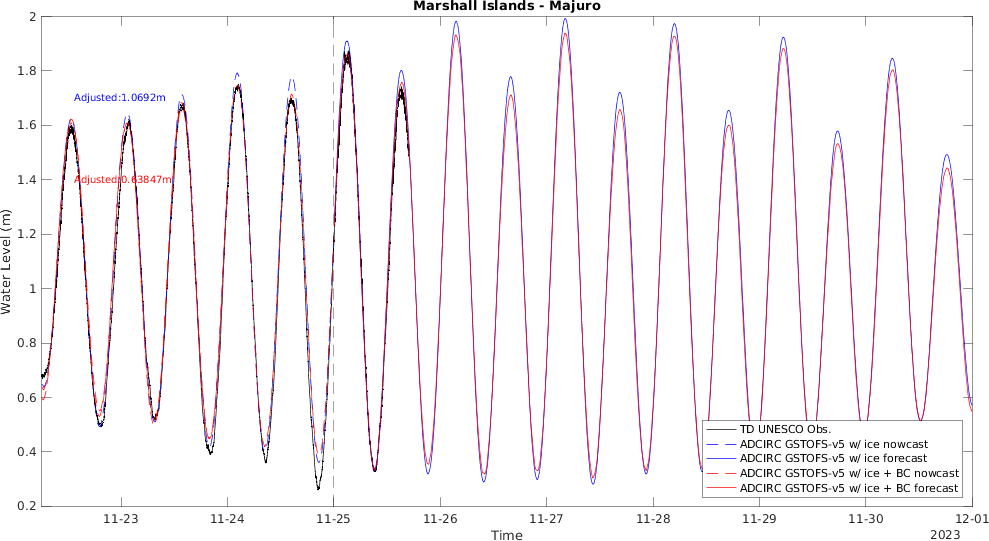 Marshall Islands - Majuro
2
1.8
1.6
1.4
1.2
1
0.8
0.6
0.4
0.2
Water Level (m)
Adjusted:1.0692m
Adjusted:0.63847m
TD UNESCO Obs.
ADCIRC GSTOFS-v5 w/ ice nowcast
ADCIRC GSTOFS-v5 w/ ice forecast
ADCIRC GSTOFS-v5 w/ ice + BC nowcast
ADCIRC GSTOFS-v5 w/ ice + BC forecast
11-23 11-24 11-25 11-26 11-27 11-28 11-29 11-30 12-01
Time
2023